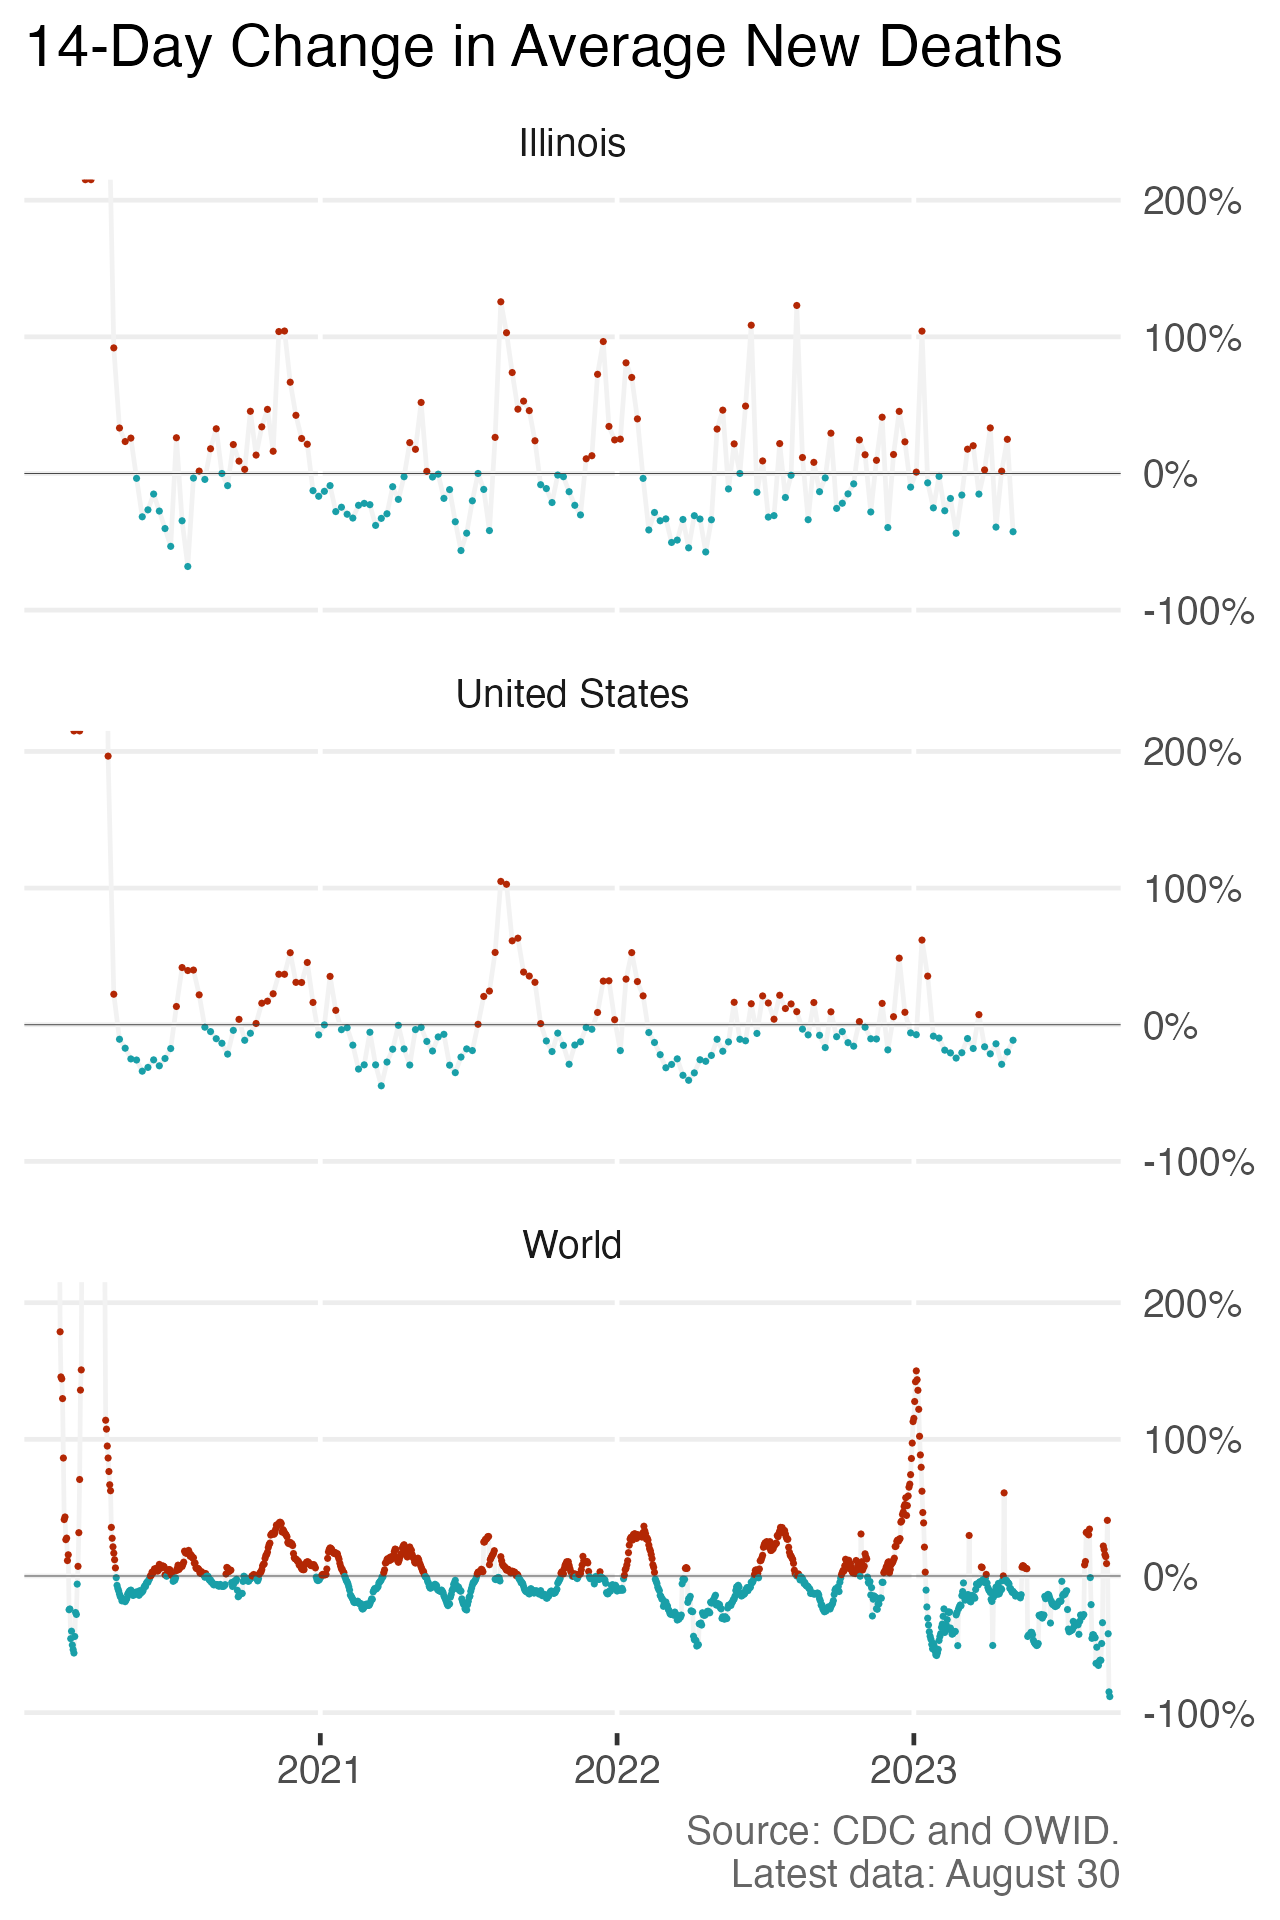 14-Day Change in Average New Deaths
Illinois
200%
100%
0%
-100%
United States
200%
100%
0%
-100%
World
200%
100%
0%
-100%
2021 2022 2023
Source: CDC and OWID.
Latest data: August 30